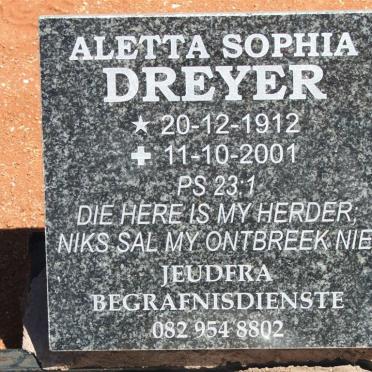 ALETTA SOPHIA
DREYER
★ 20-12-1912
✚ 11-10-2001
PS 23:1
DIE HERE IS MY HERDER;
NIKS SAL MY ONTBREEK NIE
JEUDFRA
BEGRAFNISDIENSTE
082 954 8802